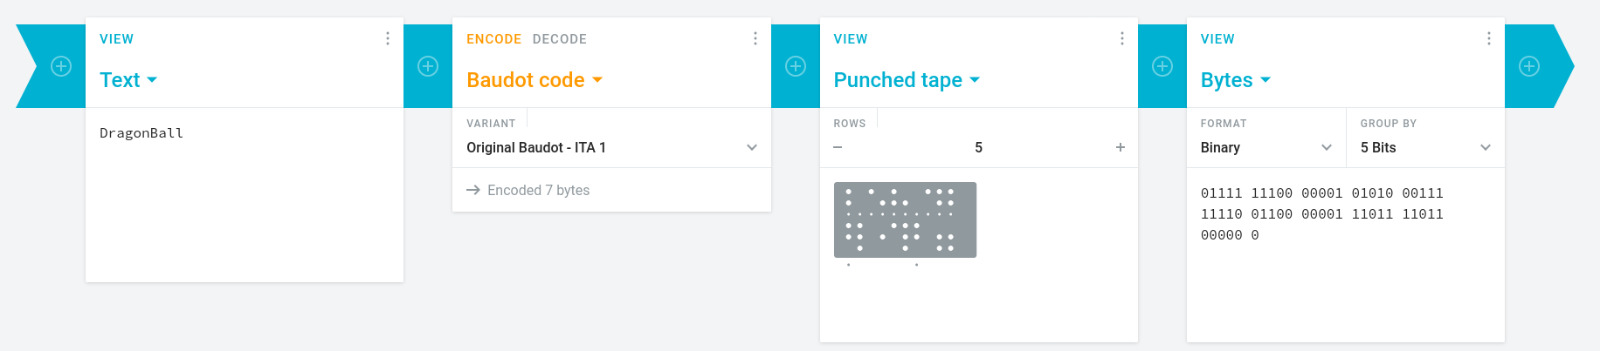 VIEW
Text
DragonBall
ENCODE DECODE
Baudot code
VARIANT
Original Baudot - ITA 1
→ Encoded 7 bytes
VIEW
Punched tape
ROWS
− 5 +
VIEW
Bytes
FORMAT
Binary
GROUP BY
5 Bits
01111 11100 00001 01010 00111
11110 01100 00001 11011 11011
00000 0